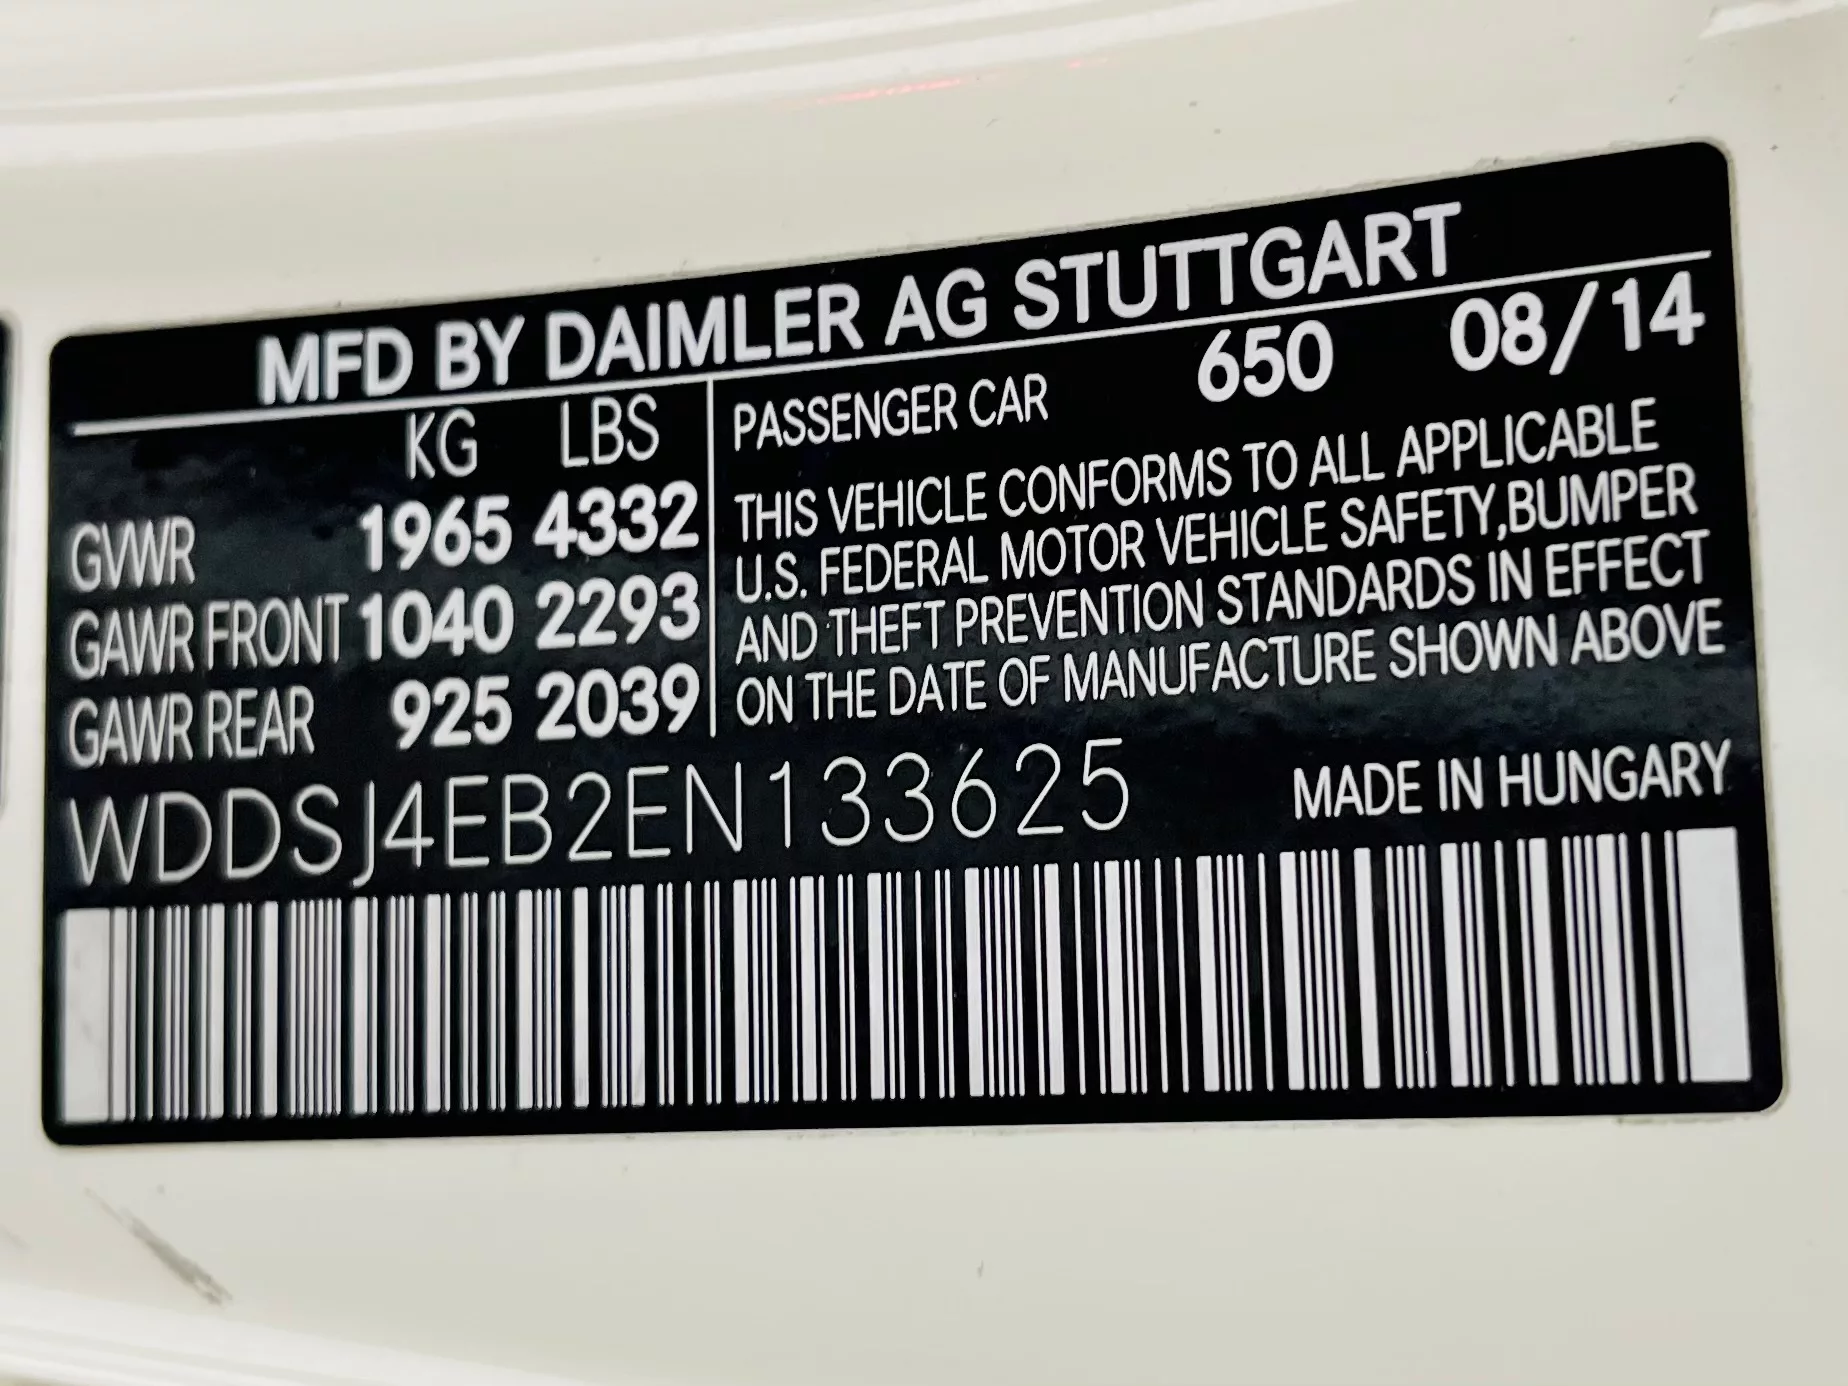 MFD BY DAIMLER AG STUTTGART
KG LBS
GVWR 1965 4332
GAWR FRONT 1040 2293
GAWR REAR 925 2039
PASSENGER CAR 650 08/14
THIS VEHICLE CONFORMS TO ALL APPLICABLE
U.S. FEDERAL MOTOR VEHICLE SAFETY,BUMPER
AND THEFT PREVENTION STANDARDS IN EFFECT
ON THE DATE OF MANUFACTURE SHOWN ABOVE
WDDSJ4EB2EN133625
MADE IN HUNGARY